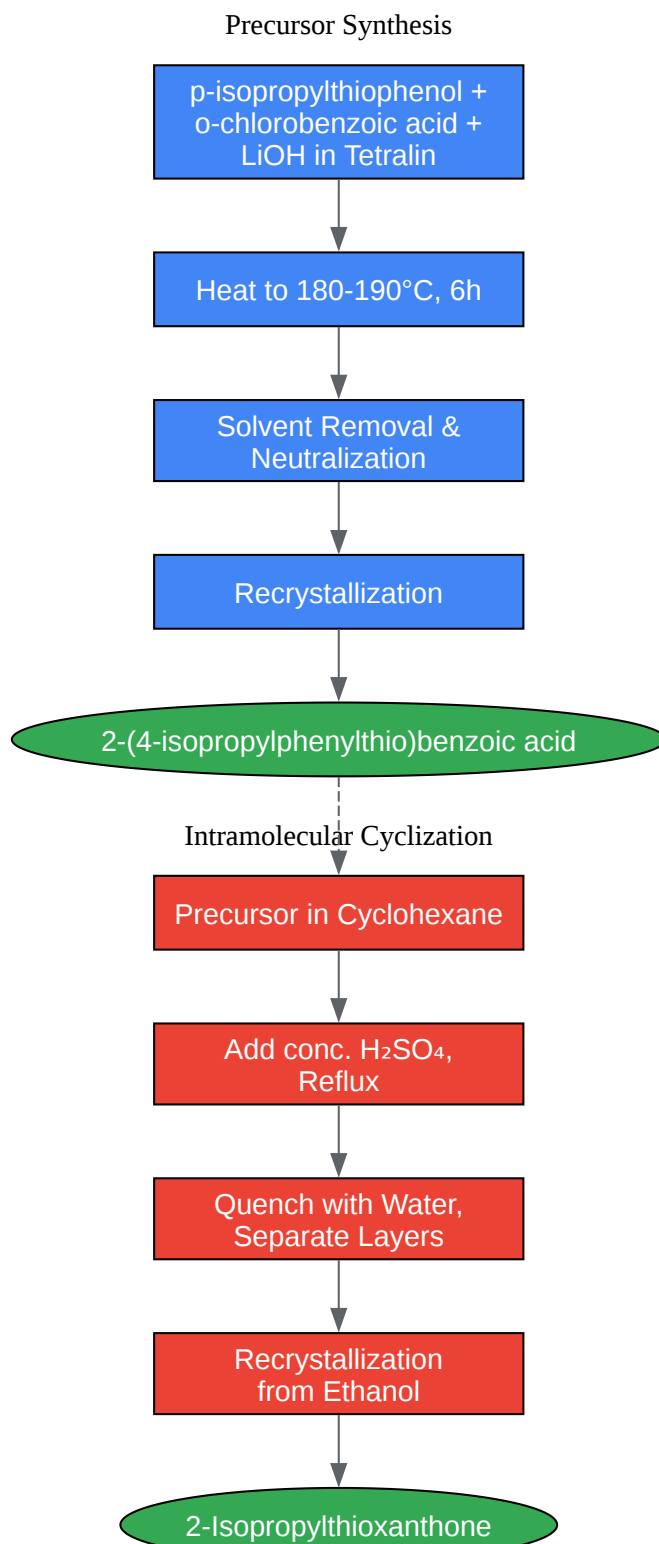 Precursor Synthesis
p-isopropylthiophenol +
o-chlorobenzoic acid +
LiOH in Tetralin
Heat to 180-190°C, 6h
Solvent Removal &
Neutralization
Recrystallization
2-(4-isopropylphenylthio)benzoic acid
Intramolecular Cyclization
Precursor in Cyclohexane
Add conc. H₂SO₄,
Reflux
Quench with Water,
Separate Layers
Recrystallization
from Ethanol
2-Isopropylthioxanthone